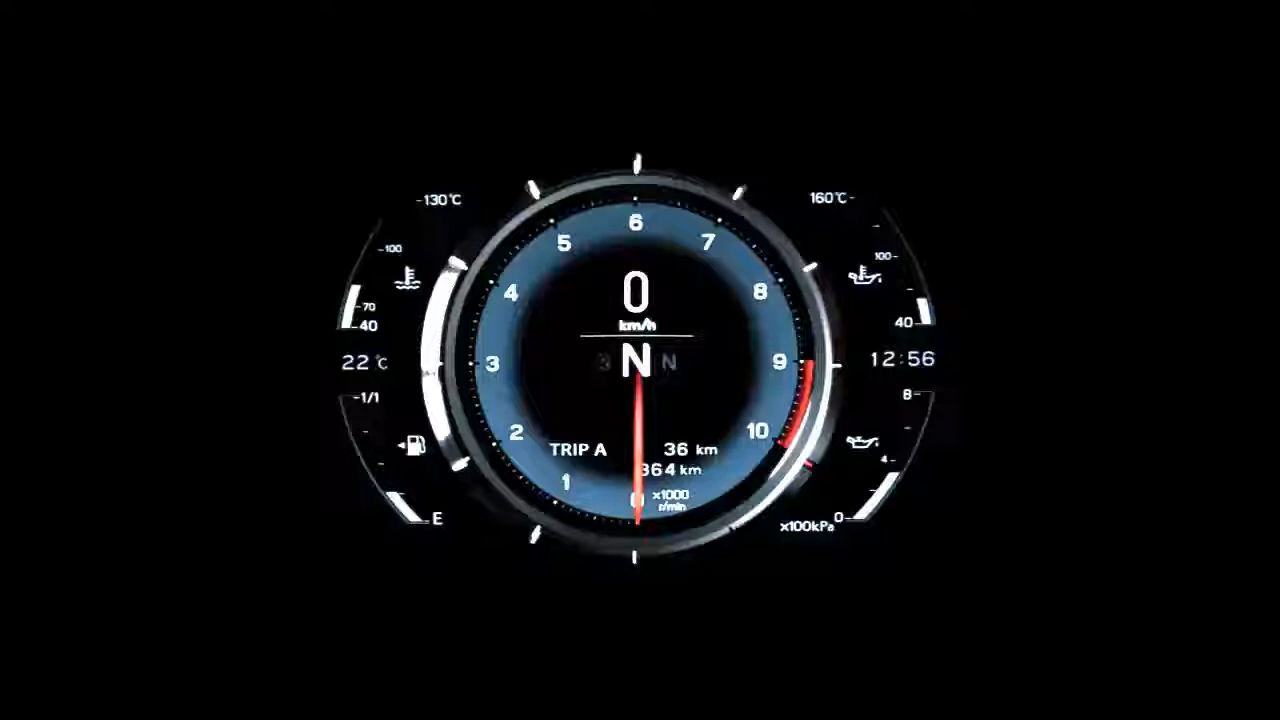 -130℃
160℃-
-100
100-
6
5
7
4
8
0
km/h
-70
-40
40-
22℃
3
N
N
9
12:56
-1/1
8-
2
10
TRIP A 36 km
364 km
4-
1
x1000
r/min
0
E
x100kPa
0-